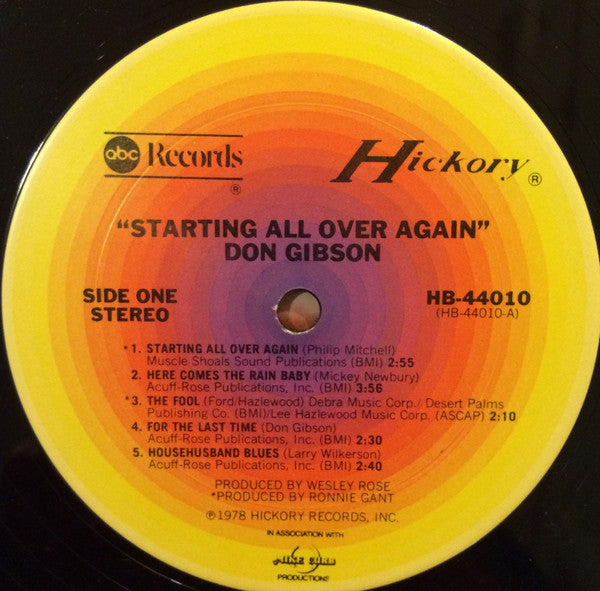 abc Records ®
Hickory ®
"STARTING ALL OVER AGAIN"
DON GIBSON
SIDE ONE
STEREO
HB-44010
(HB-44010-A)
*1. STARTING ALL OVER AGAIN (Philip Mitchell)
Muscle Shoals Sound Publications (BMI) 2:55
2. HERE COMES THE RAIN BABY (Mickey Newbury)
Acuff-Rose Publications, Inc. (BMI) 3:56
*3. THE FOOL (Ford/Hazlewood) Debra Music Corp./ Desert Palms
Publishing Co. (BMI)/Lee Hazlewood Music Corp. (ASCAP) 2:10
4. FOR THE LAST TIME (Don Gibson)
Acuff-Rose Publications, Inc. (BMI) 2:30
5. HOUSEHUSBAND BLUES (Larry Wilkerson)
Acuff-Rose Publications, Inc. (BMI) 2:40
PRODUCED BY WESLEY ROSE
*PRODUCED BY RONNIE GANT
℗1978 HICKORY RECORDS, INC.
IN ASSOCIATION WITH
MIKE CURB
PRODUCTIONS